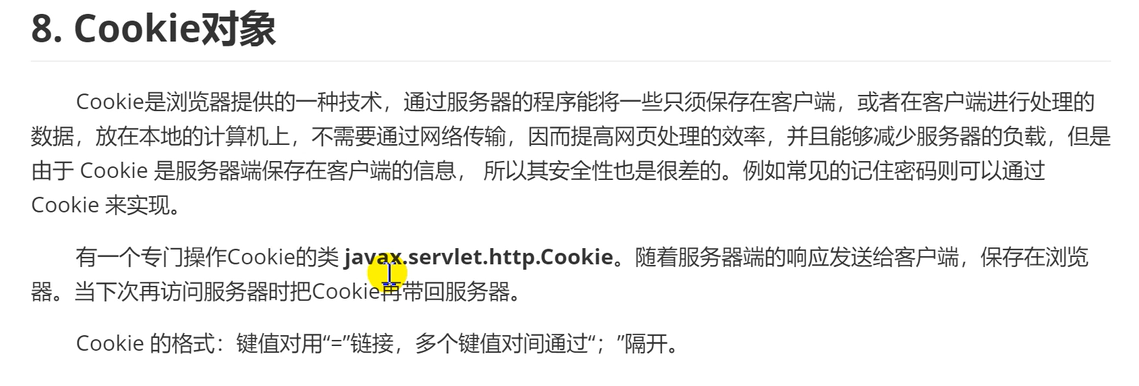 8. Cookie对象
Cookie是浏览器提供的一种技术，通过服务器的程序能将一些只须保存在客户端，或者在客户端进行处理的
数据，放在本地的计算机上，不需要通过网络传输，因而提高网页处理的效率，并且能够减少服务器的负载，但是
由于 Cookie 是服务器端保存在客户端的信息， 所以其安全性也是很差的。例如常见的记住密码则可以通过
Cookie 来实现。
有一个专门操作Cookie的类 javax.servlet.http.Cookie。随着服务器端的响应发送给客户端，保存在浏览
器。当下次再访问服务器时把Cookie再带回服务器。
Cookie 的格式：键值对用“=”链接，多个键值对间通过“；”隔开。